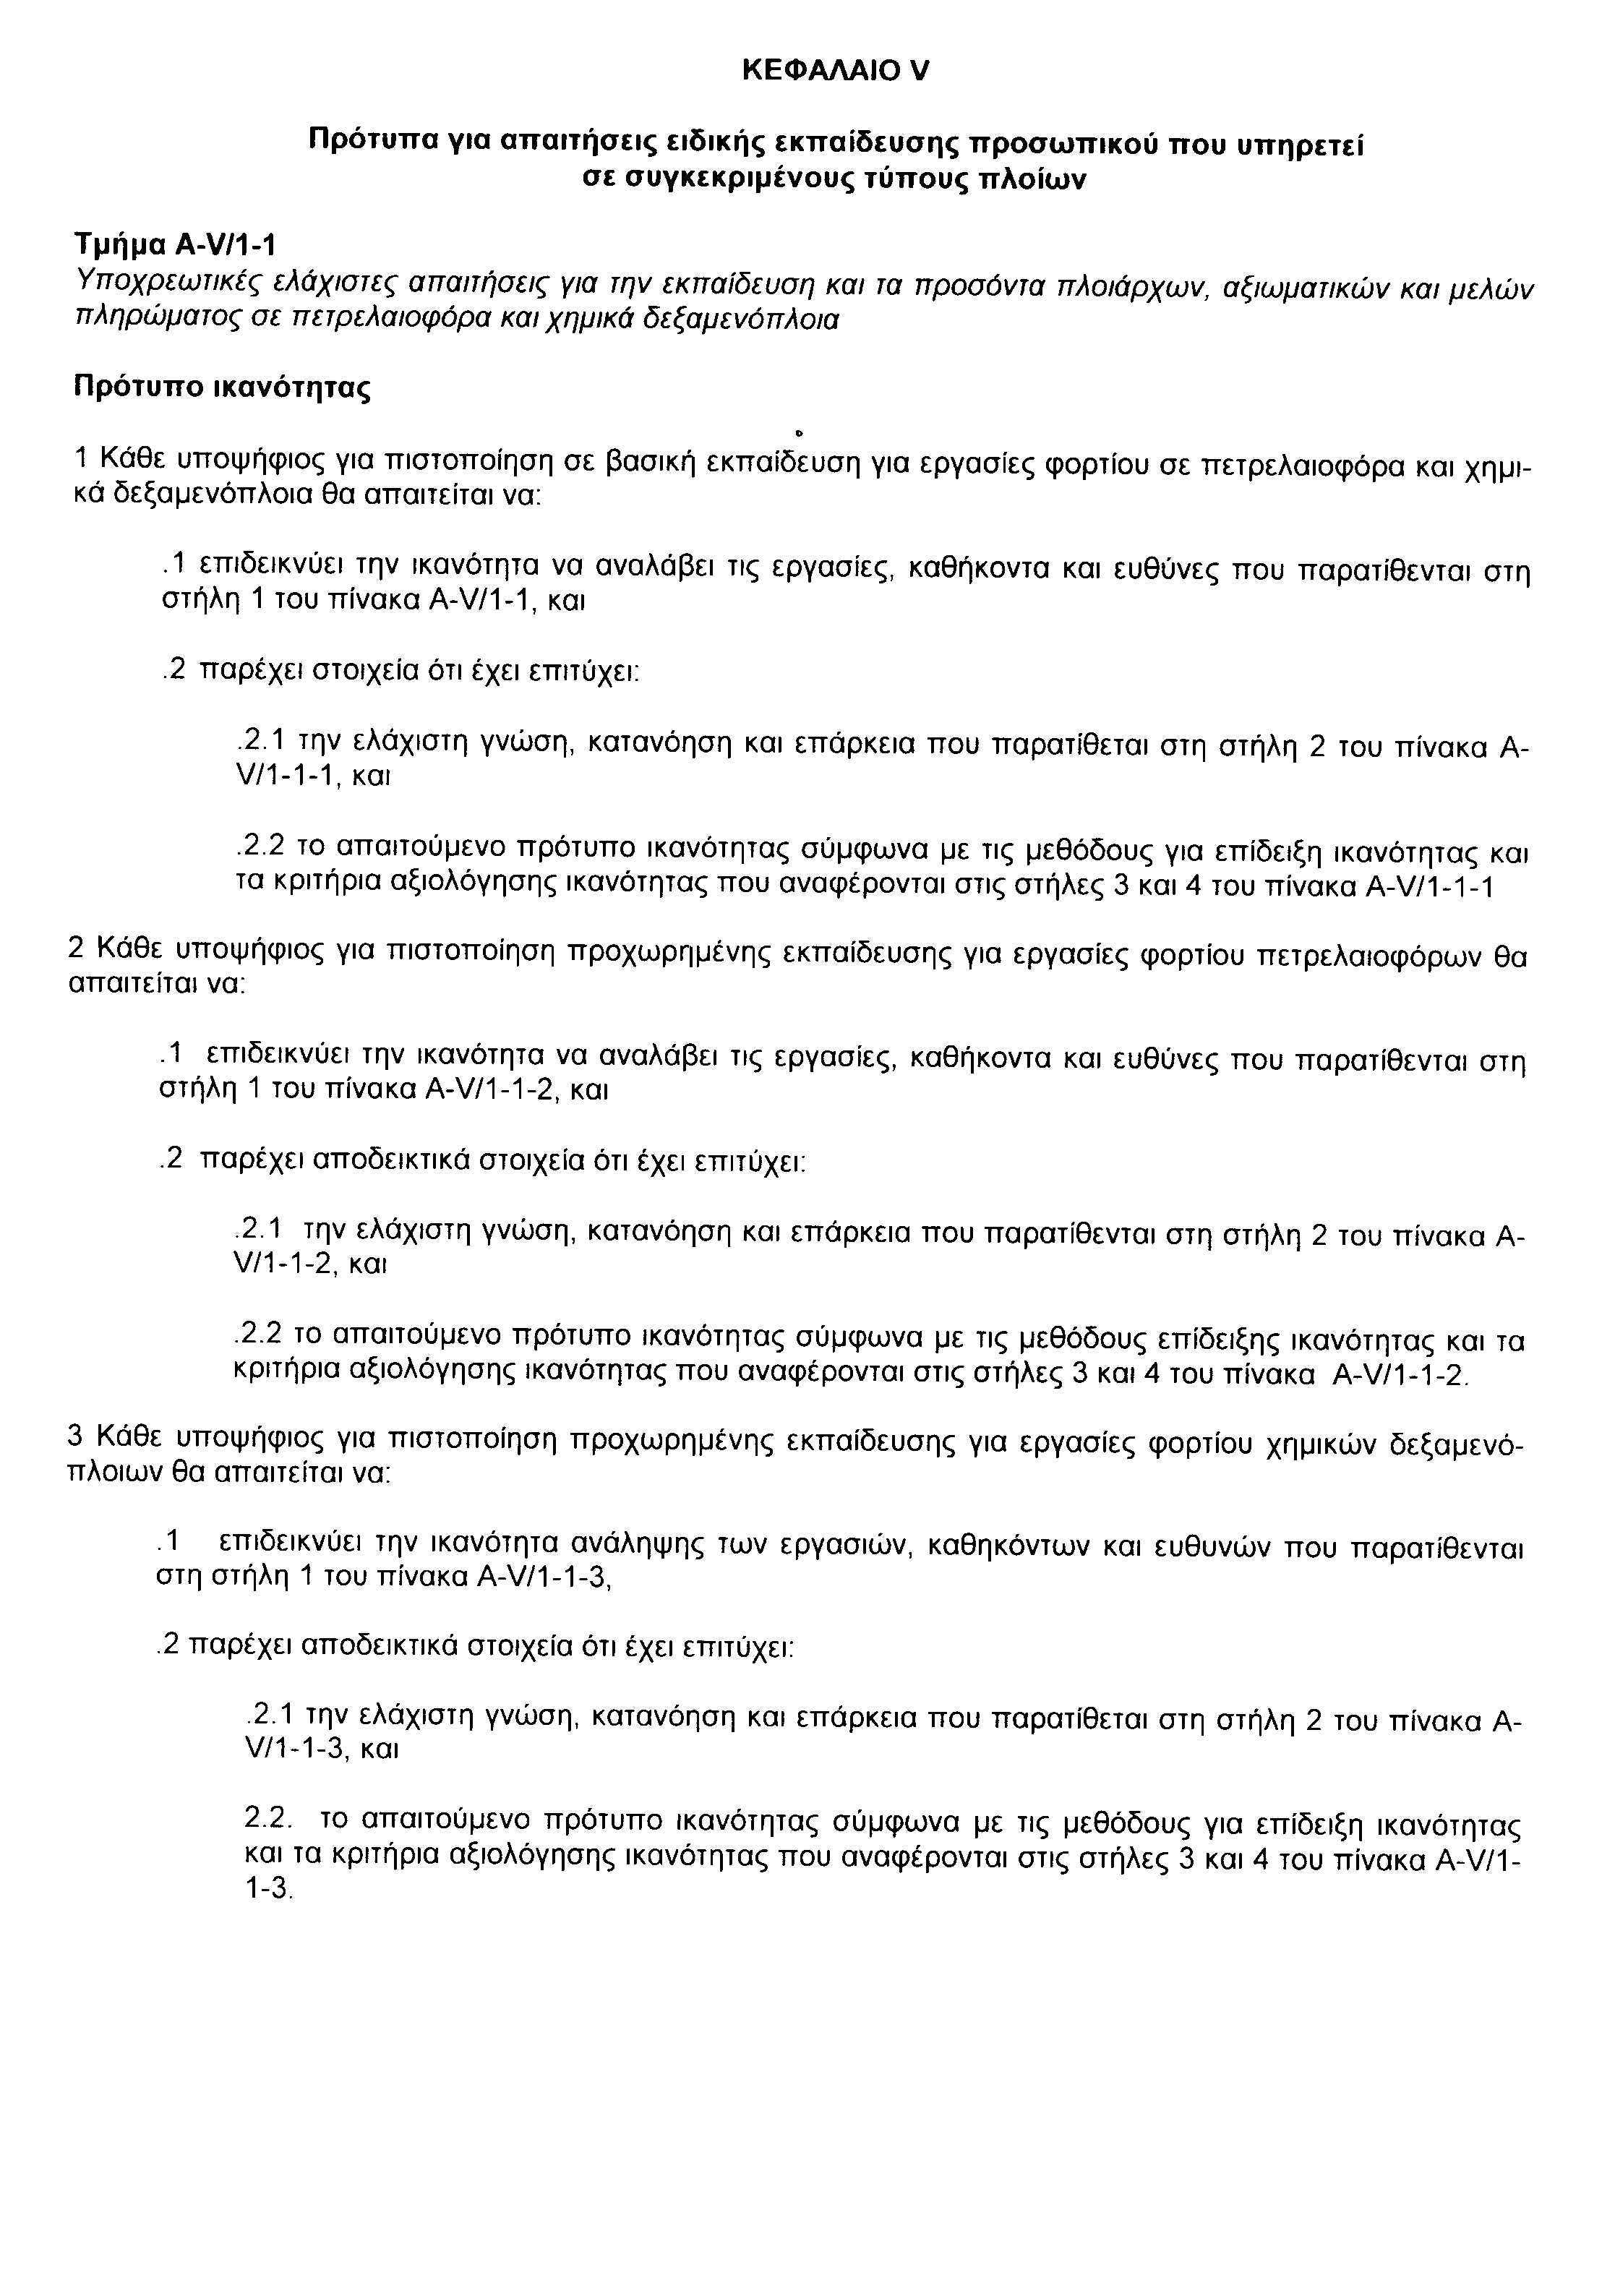 ΚΕΦΑΛΑΙΟ V
Πρότυπα για απαιτήσεις ειδικής εκπαίδευσης προσωπικού που υπηρετεί
σε συγκεκριμένους τύπους πλοίων
Τμήμα A-V/1-1
Υποχρεωτικές ελάχιστες απαιτήσεις για την εκπαίδευση και τα προσόντα πλοιάρχων, αξιωματικών και μελών
πληρώματος σε πετρελαιοφόρα και χημικά δεξαμενόπλοια
Πρότυπο ικανότητας
1 Κάθε υποψήφιος για πιστοποίηση σε βασική εκπαίδευση για εργασίες φορτίου σε πετρελαιοφόρα και χημι-
κά δεξαμενόπλοια θα απαιτείται να:
.1 επιδεικνύει την ικανότητα να αναλάβει τις εργασίες, καθήκοντα και ευθύνες που παρατίθενται στη
στήλη 1 του πίνακα A-V/1-1, και
.2 παρέχει στοιχεία ότι έχει επιτύχει:
.2.1 την ελάχιστη γνώση, κατανόηση και επάρκεια που παρατίθεται στη στήλη 2 του πίνακα A-
V/1-1-1, και
.2.2 το απαιτούμενο πρότυπο ικανότητας σύμφωνα με τις μεθόδους για επίδειξη ικανότητας και
τα κριτήρια αξιολόγησης ικανότητας που αναφέρονται στις στήλες 3 και 4 του πίνακα A-V/1-1-1
2 Κάθε υποψήφιος για πιστοποίηση προχωρημένης εκπαίδευσης για εργασίες φορτίου πετρελαιοφόρων θα
απαιτείται να:
.1 επιδεικνύει την ικανότητα να αναλάβει τις εργασίες, καθήκοντα και ευθύνες που παρατίθενται στη
στήλη 1 του πίνακα A-V/1-1-2, και
.2 παρέχει αποδεικτικά στοιχεία ότι έχει επιτύχει:
.2.1 την ελάχιστη γνώση, κατανόηση και επάρκεια που παρατίθενται στη στήλη 2 του πίνακα A-
V/1-1-2, και
.2.2 το απαιτούμενο πρότυπο ικανότητας σύμφωνα με τις μεθόδους επίδειξης ικανότητας και τα
κριτήρια αξιολόγησης ικανότητας που αναφέρονται στις στήλες 3 και 4 του πίνακα A-V/1-1-2.
3 Κάθε υποψήφιος για πιστοποίηση προχωρημένης εκπαίδευσης για εργασίες φορτίου χημικών δεξαμενό-
πλοιων θα απαιτείται να:
.1 επιδεικνύει την ικανότητα ανάληψης των εργασιών, καθηκόντων και ευθυνών που παρατίθενται
στη στήλη 1 του πίνακα A-V/1-1-3,
.2 παρέχει αποδεικτικά στοιχεία ότι έχει επιτύχει:
.2.1 την ελάχιστη γνώση, κατανόηση και επάρκεια που παρατίθεται στη στήλη 2 του πίνακα A-
V/1-1-3, και
2.2. το απαιτούμενο πρότυπο ικανότητας σύμφωνα με τις μεθόδους για επίδειξη ικανότητας
και τα κριτήρια αξιολόγησης ικανότητας που αναφέρονται στις στήλες 3 και 4 του πίνακα A-V/1-
1-3.